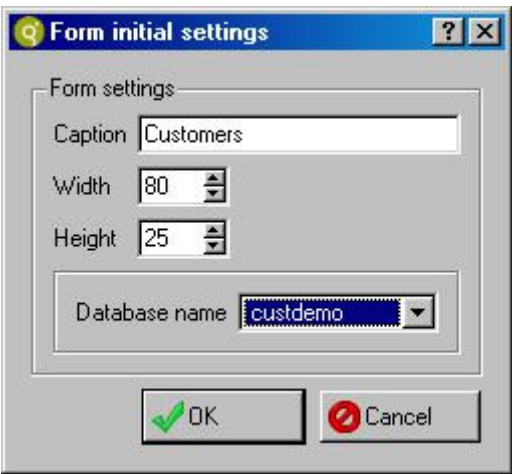 Form initial settings
Form settings
Caption Customers
Width 80
Height 25
Database name custdemo
OK Cancel